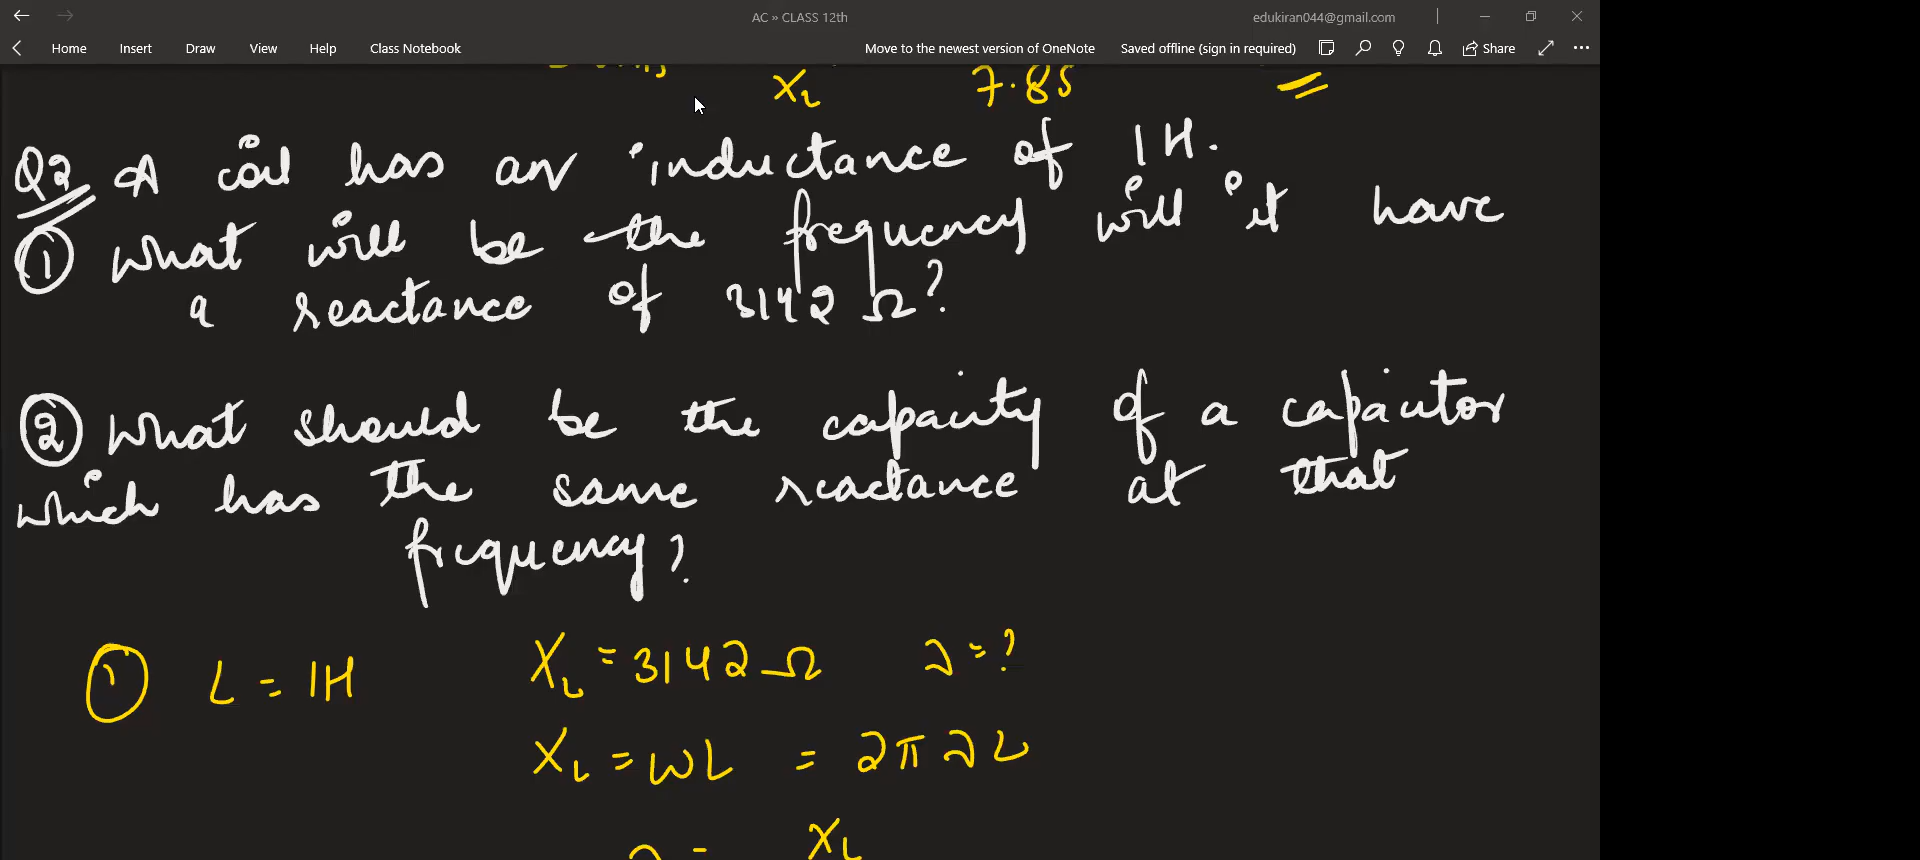 AC » CLASS 12th
edukiran044@gmail.com
Home Insert Draw View Help Class Notebook
Move to the newest version of OneNote Saved offline (sign in required) Share
X_L 7.85
Q2 A coil has an inductance of 1H.
① What will be the frequency will it have
a reactance of 3142 Ω?
② What should be the capacity of a capacitor
which has the same reactance at that
frequency?
① L = 1H X_L = 3142 Ω ν = ?
X_L = ωL = 2πνL
ν = X_L